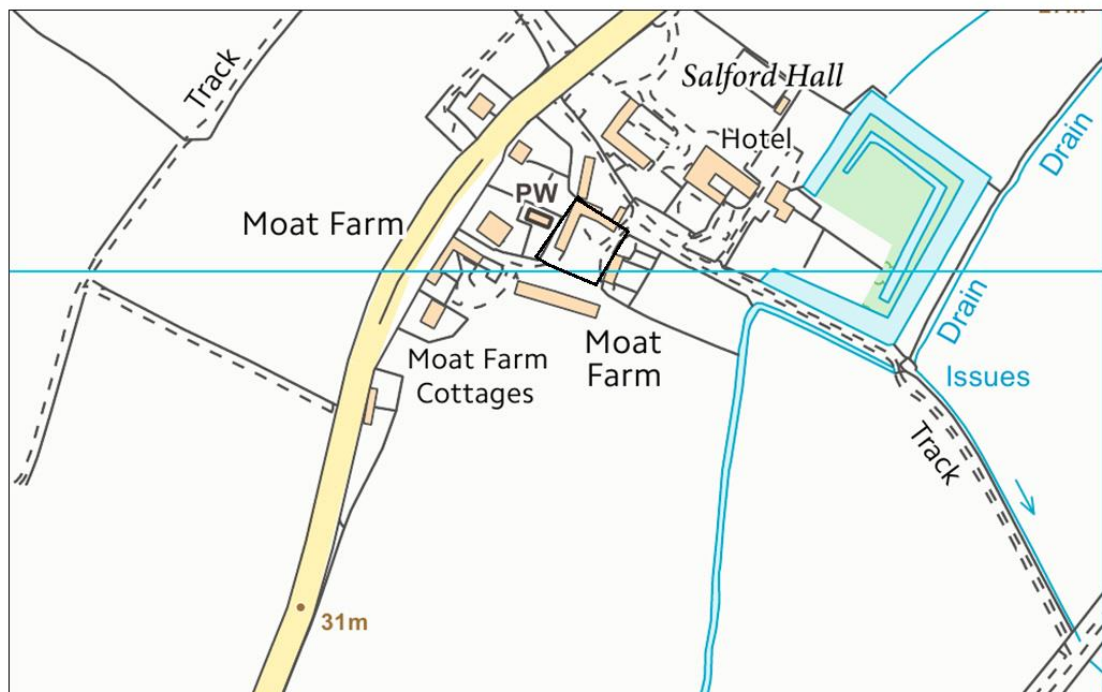 Track
Salford Hall
Hotel
Drain
PW
Moat Farm
Drain
Moat
Farm
Moat Farm
Cottages
Issues
Track
31m